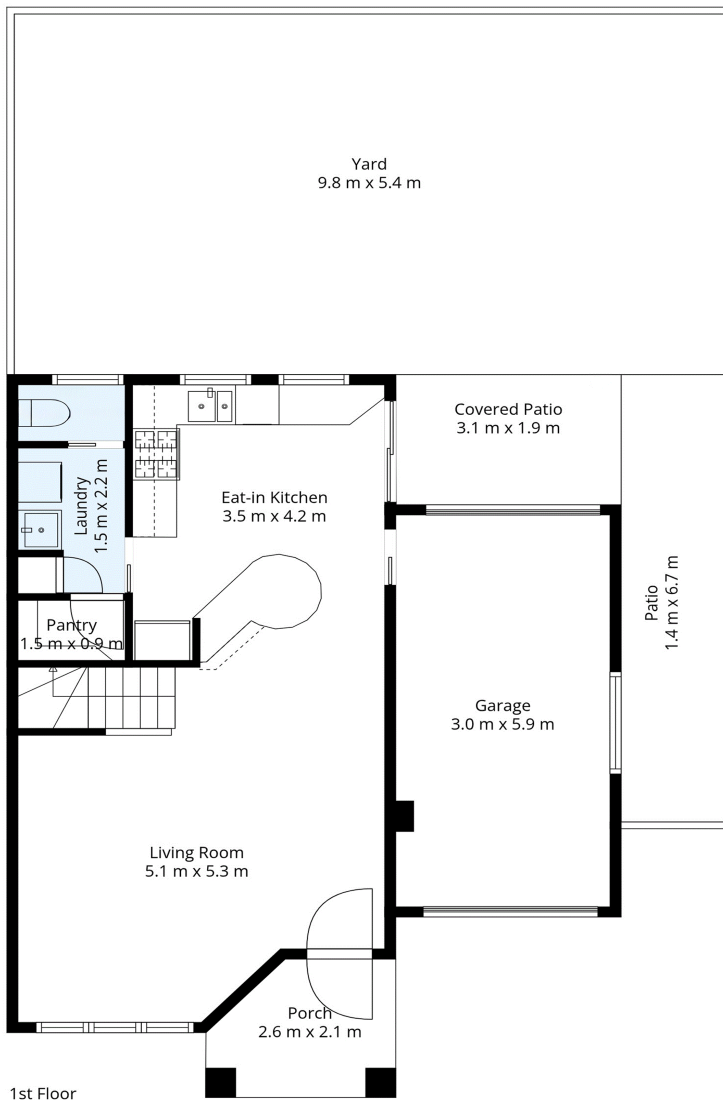 Yard
9.8 m x 5.4 m
Covered Patio
3.1 m x 1.9 m
Laundry
1.5 m x 2.2 m
Eat-in Kitchen
3.5 m x 4.2 m
Patio
1.4 m x 6.7 m
Pantry
1.5 m x 0.9 m
Garage
3.0 m x 5.9 m
Living Room
5.1 m x 5.3 m
Porch
2.6 m x 2.1 m
1st Floor